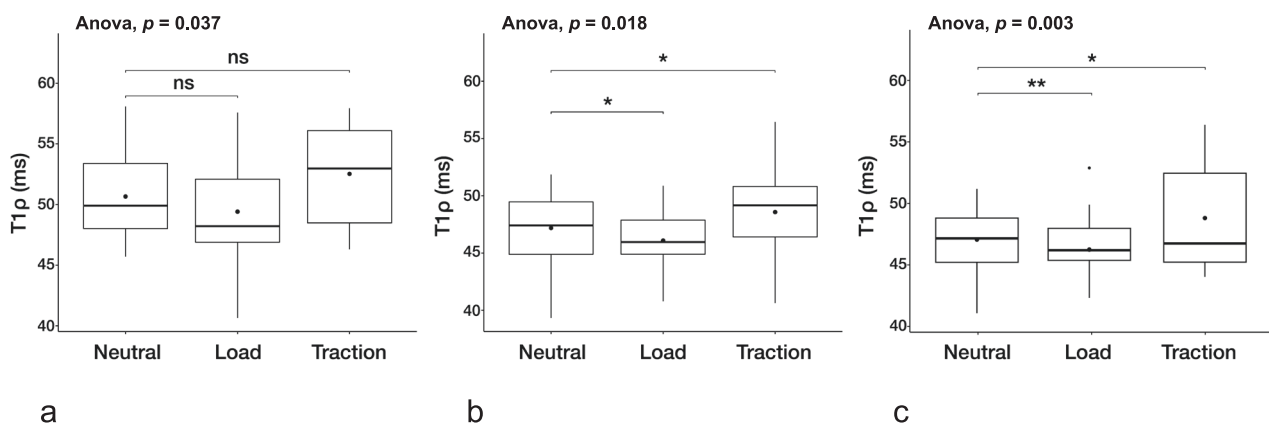 Anova, p = 0.037
ns
ns
60
55
50
45
40
T1ρ (ms)
Neutral Load Traction
a
Anova, p = 0.018
*
*
60
55
50
45
40
T1ρ (ms)
Neutral Load Traction
b
Anova, p = 0.003
*
**
60
55
50
45
40
T1ρ (ms)
Neutral Load Traction
c